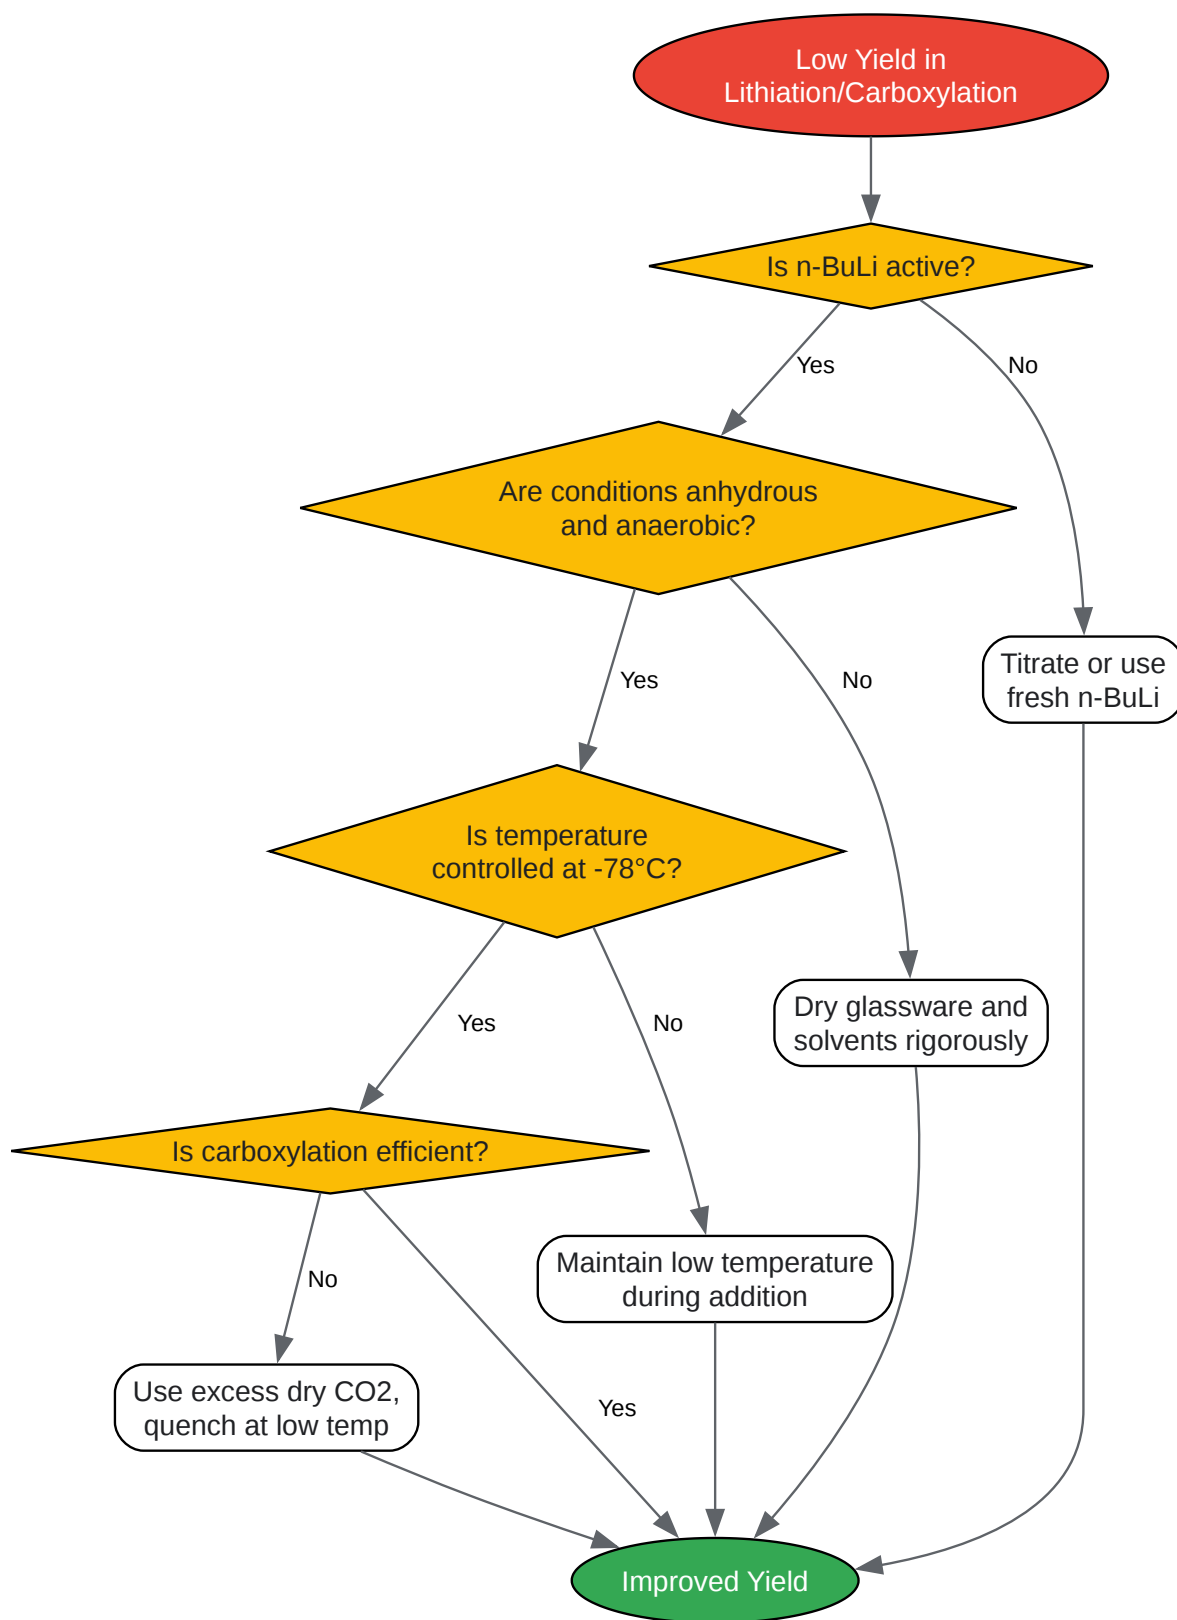 Low Yield in
Lithiation/Carboxylation
Is n-BuLi active?
Yes
No
Are conditions anhydrous
and anaerobic?
Titrate or use
fresh n-BuLi
Yes
No
Is temperature
controlled at -78°C?
Dry glassware and
solvents rigorously
Yes
No
Is carboxylation efficient?
Maintain low temperature
during addition
No
Use excess dry CO2,
quench at low temp
Yes
Improved Yield